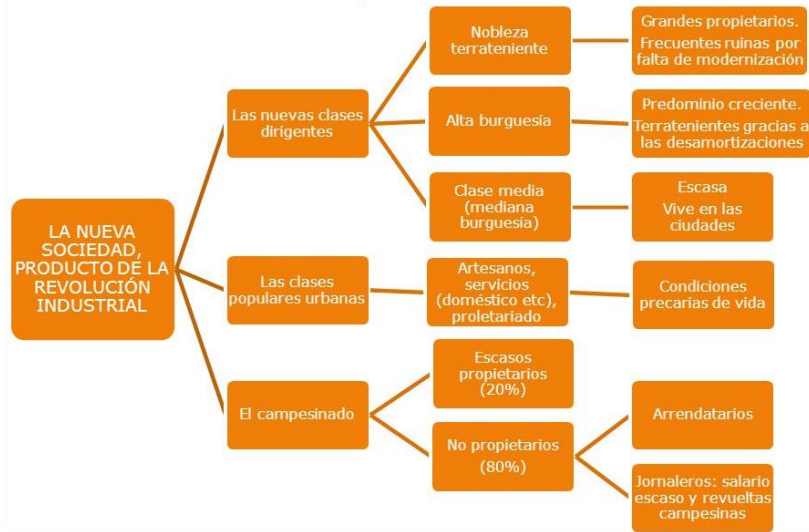 LA NUEVA
SOCIEDAD,
PRODUCTO DE LA
REVOLUCIÓN
INDUSTRIAL
Las nuevas clases
dirigentes
Nobleza
terrateniente
Grandes propietarios.
Frecuentes ruinas por
falta de modernización
Alta burguesía
Predominio creciente.
Terratenientes gracias a
las desamortizaciones
Clase media
(mediana
burguesía)
Escasa
Vive en las
ciudades
Las clases
populares urbanas
Artesanos,
servicios
(doméstico etc),
proletariado
Condiciones
precarias de vida
El campesinado
Escasos
propietarios
(20%)
No propietarios
(80%)
Arrendatarios
Jornaleros: salario
escaso y revueltas
campesinas